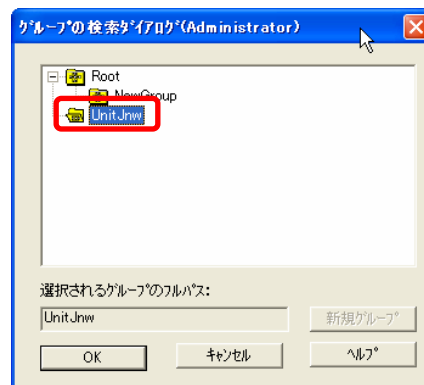 ｸﾞﾙｰﾌﾟの検索ﾀﾞｲｱﾛｸﾞ(Administrator)
Root
NewGroup
UnitJnw
選択されるｸﾞﾙｰﾌﾟのﾌﾙﾊﾟｽ:
UnitJnw
新規ｸﾞﾙｰﾌﾟ
OK
ｷｬﾝｾﾙ
ﾍﾙﾌﾟ